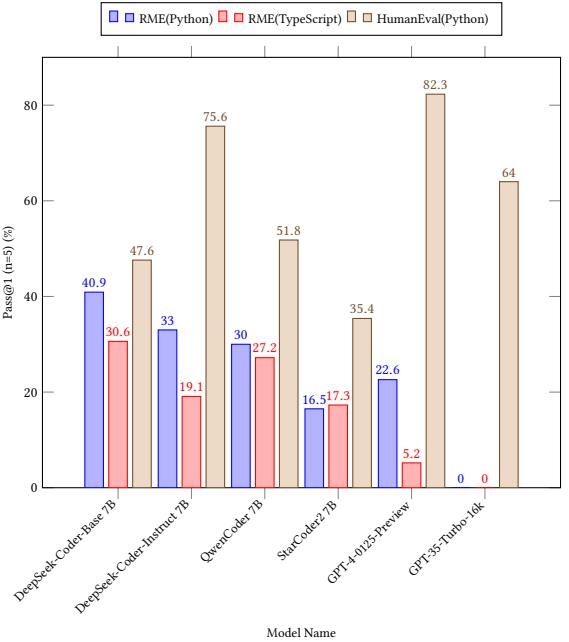 RME(Python) RME(TypeScript) HumanEval(Python)
Pass@1 (n=5) (%)
80
60
40
20
0
40.9
30.6
47.6
33
19.1
75.6
30
27.2
51.8
16.5
17.3
35.4
22.6
5.2
82.3
0
0
64
DeepSeek-Coder-Base 7B
DeepSeek-Coder-Instruct 7B
QwenCoder 7B
StarCoder2 7B
GPT-4-0125-Preview
GPT-35-Turbo-16k
Model Name